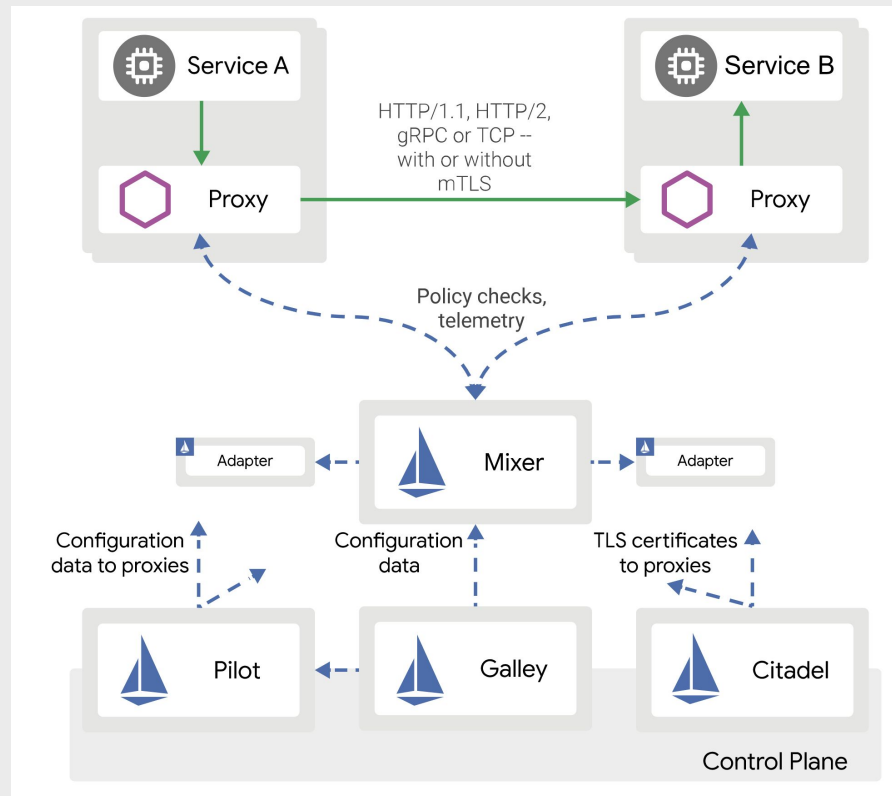 Service A
Service B
HTTP/1.1, HTTP/2,
gRPC or TCP --
with or without
mTLS
Proxy
Proxy
Policy checks,
telemetry
Mixer
Adapter
Adapter
Configuration
data to proxies
Configuration
data
TLS certificates
to proxies
Pilot
Galley
Citadel
Control Plane